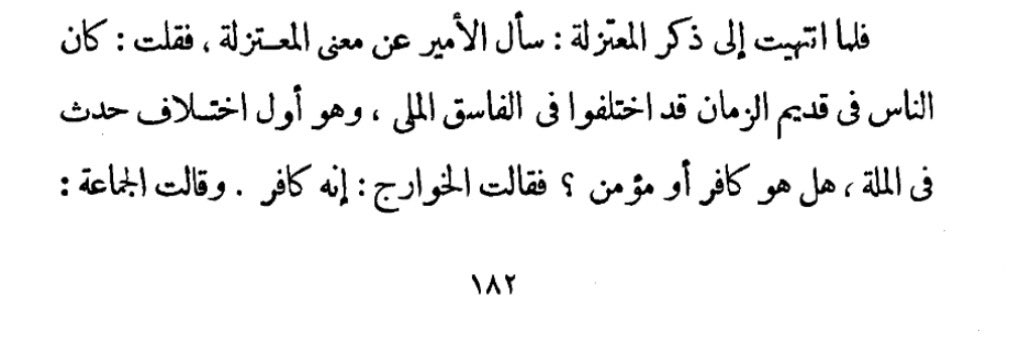 فلما انتهيت إلى ذكر المعتزلة : سأل الأمير عن معنى المعتزلة ، فقلت : كان
الناس فى قديم الزمان قد اختلفوا فى الفاسق الملى ، وهو أول اختلاف حدث
فى الملة ، هل هو كافر أو مؤمن ؟ فقالت الخوارج : إنه كافر . وقالت الجماعة :
١٨٢